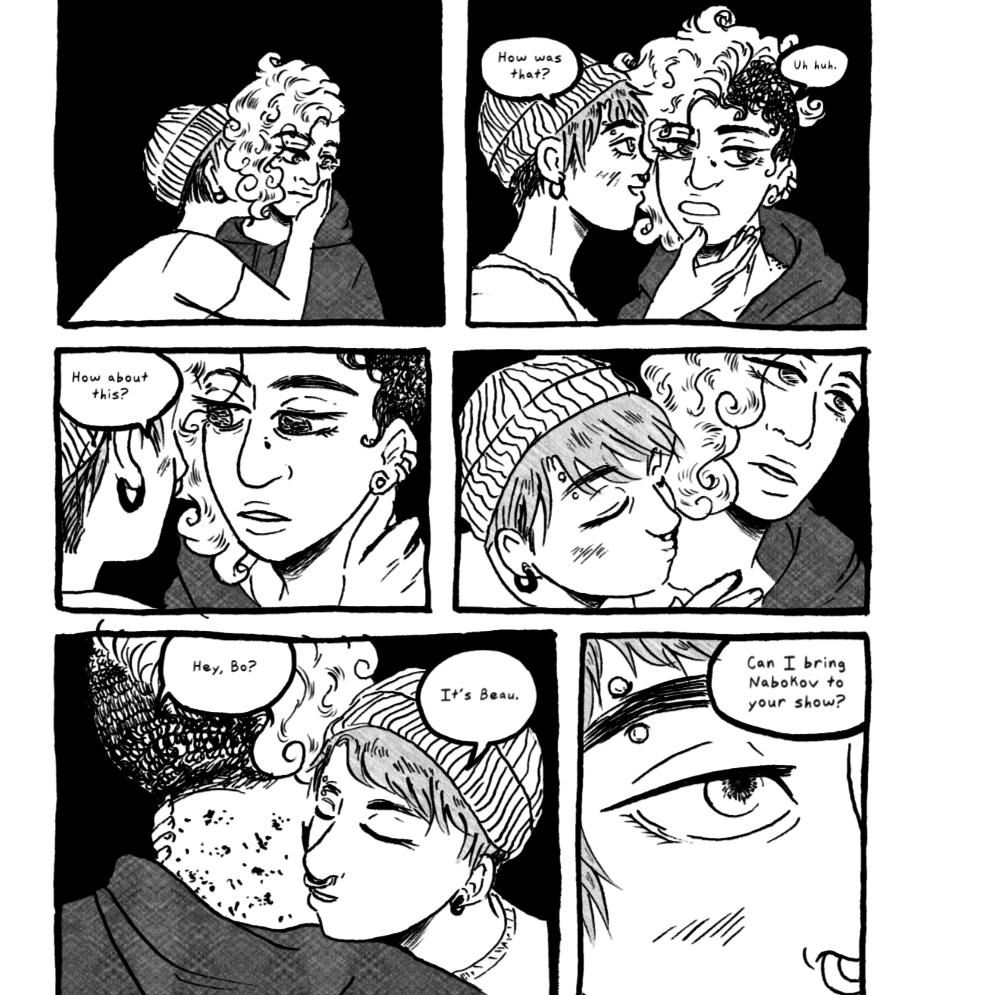 How was
that?
Uh huh.
How about
this?
Hey, Bo?
It's Beau.
Can I bring
Nabokov to
your show?